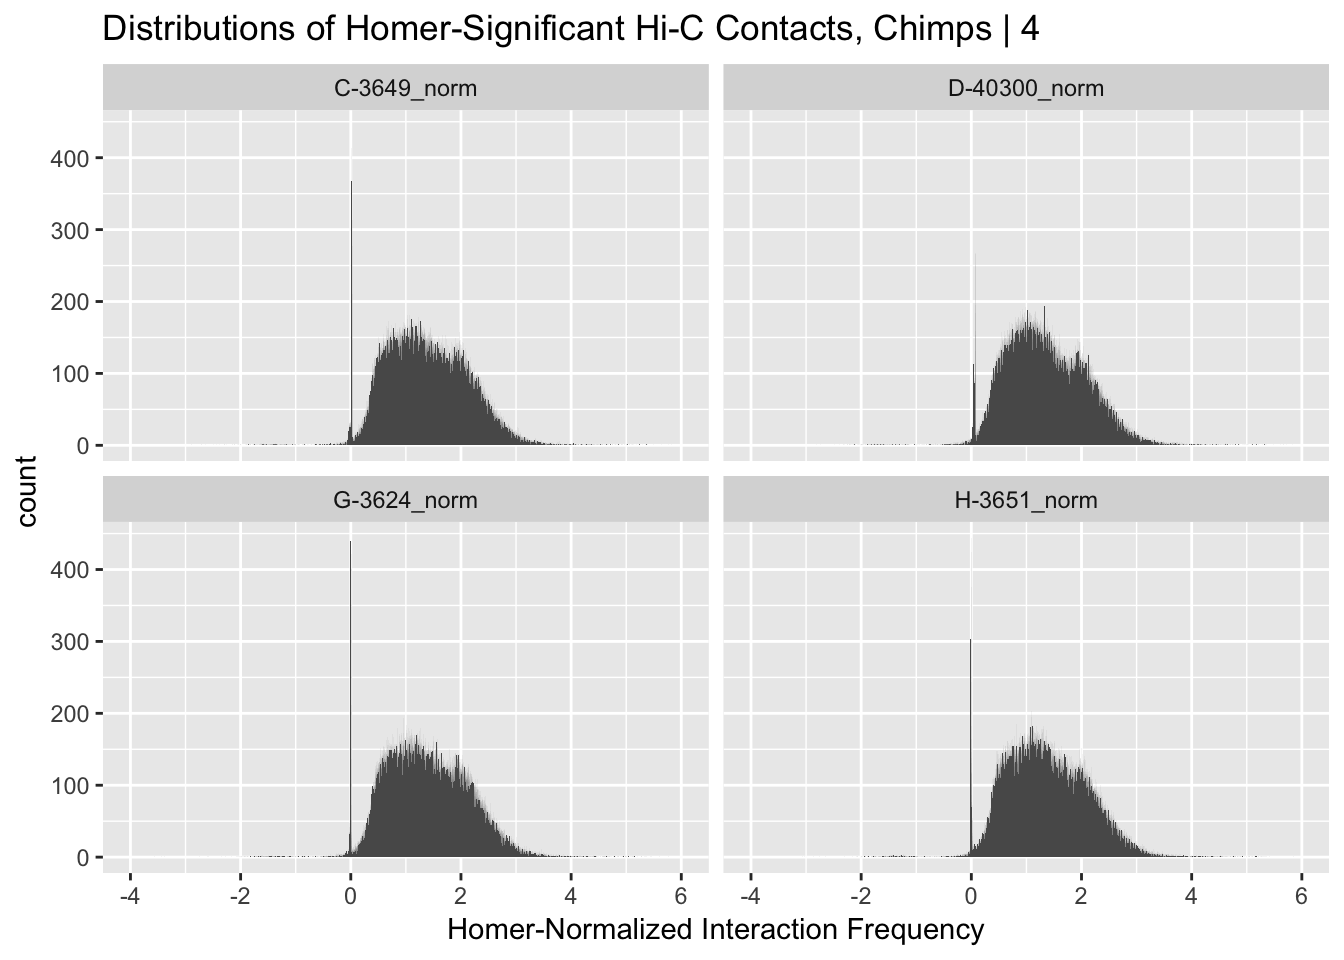 Distributions of Homer-Significant Hi-C Contacts, Chimps | 4
C-3649_norm
D-40300_norm
400
300
200
100
0
count
G-3624_norm
H-3651_norm
400
300
200
100
0
-4 -2 0 2 4 6
-4 -2 0 2 4 6
Homer-Normalized Interaction Frequency